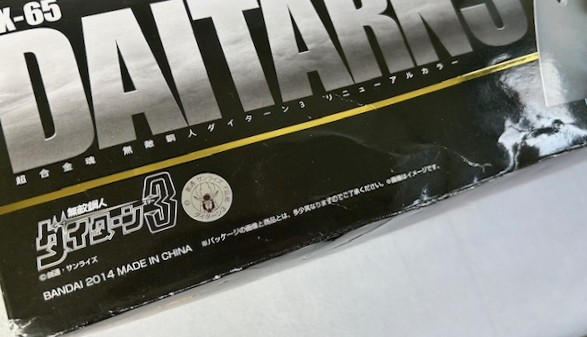 X-65
DAITARN3
超合金魂 無敵鋼人ダイターン3 リニューアルカラー
無敵鋼人
ダイターン3
©創通・サンライズ
※パッケージの画像と商品とは、多少異なりますのでご了承ください。※画像はイメージです。
BANDAI 2014 MADE IN CHINA